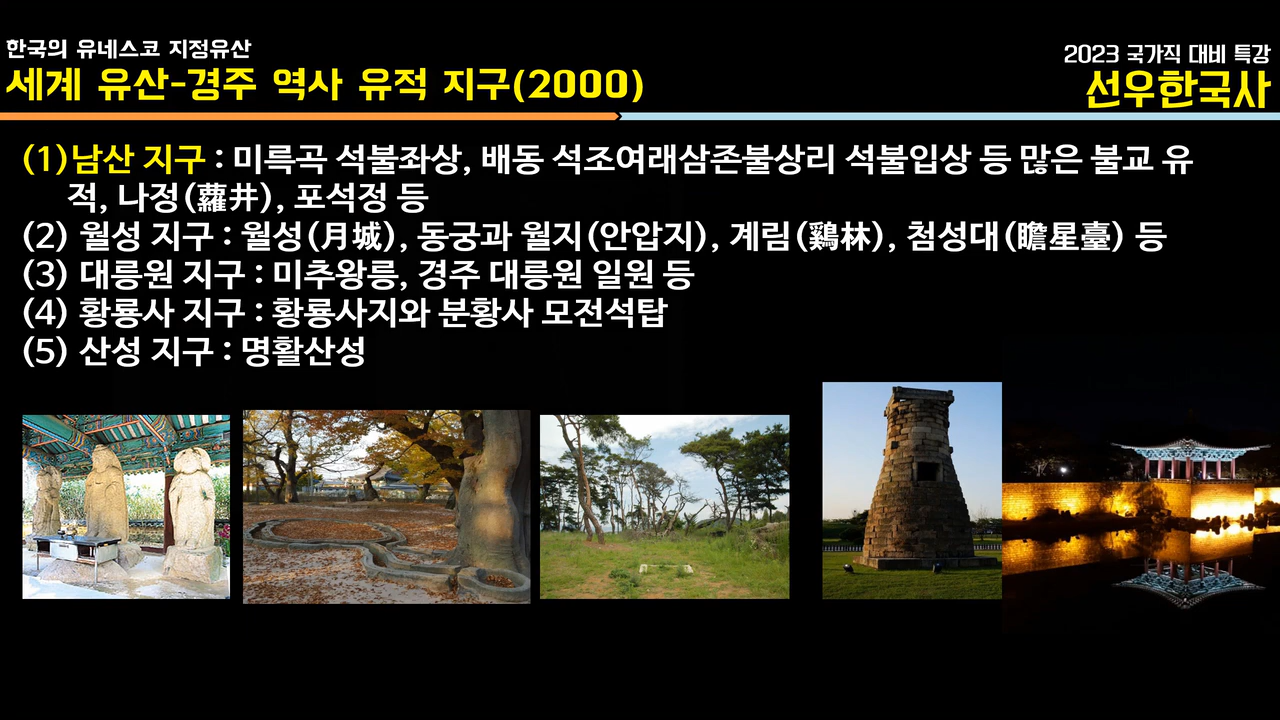 한국의 유네스코 지정유산
세계 유산-경주 역사 유적 지구(2000)
2023 국가직 대비 특강
선우한국사
(1)남산 지구 : 미륵곡 석불좌상, 배동 석조여래삼존불상리 석불입상 등 많은 불교 유
적, 나정(蘿井), 포석정 등
(2) 월성 지구 : 월성(月城), 동궁과 월지(안압지), 계림(鷄林), 첨성대(瞻星臺) 등
(3) 대릉원 지구 : 미추왕릉, 경주 대릉원 일원 등
(4) 황룡사 지구 : 황룡사지와 분황사 모전석탑
(5) 산성 지구 : 명활산성